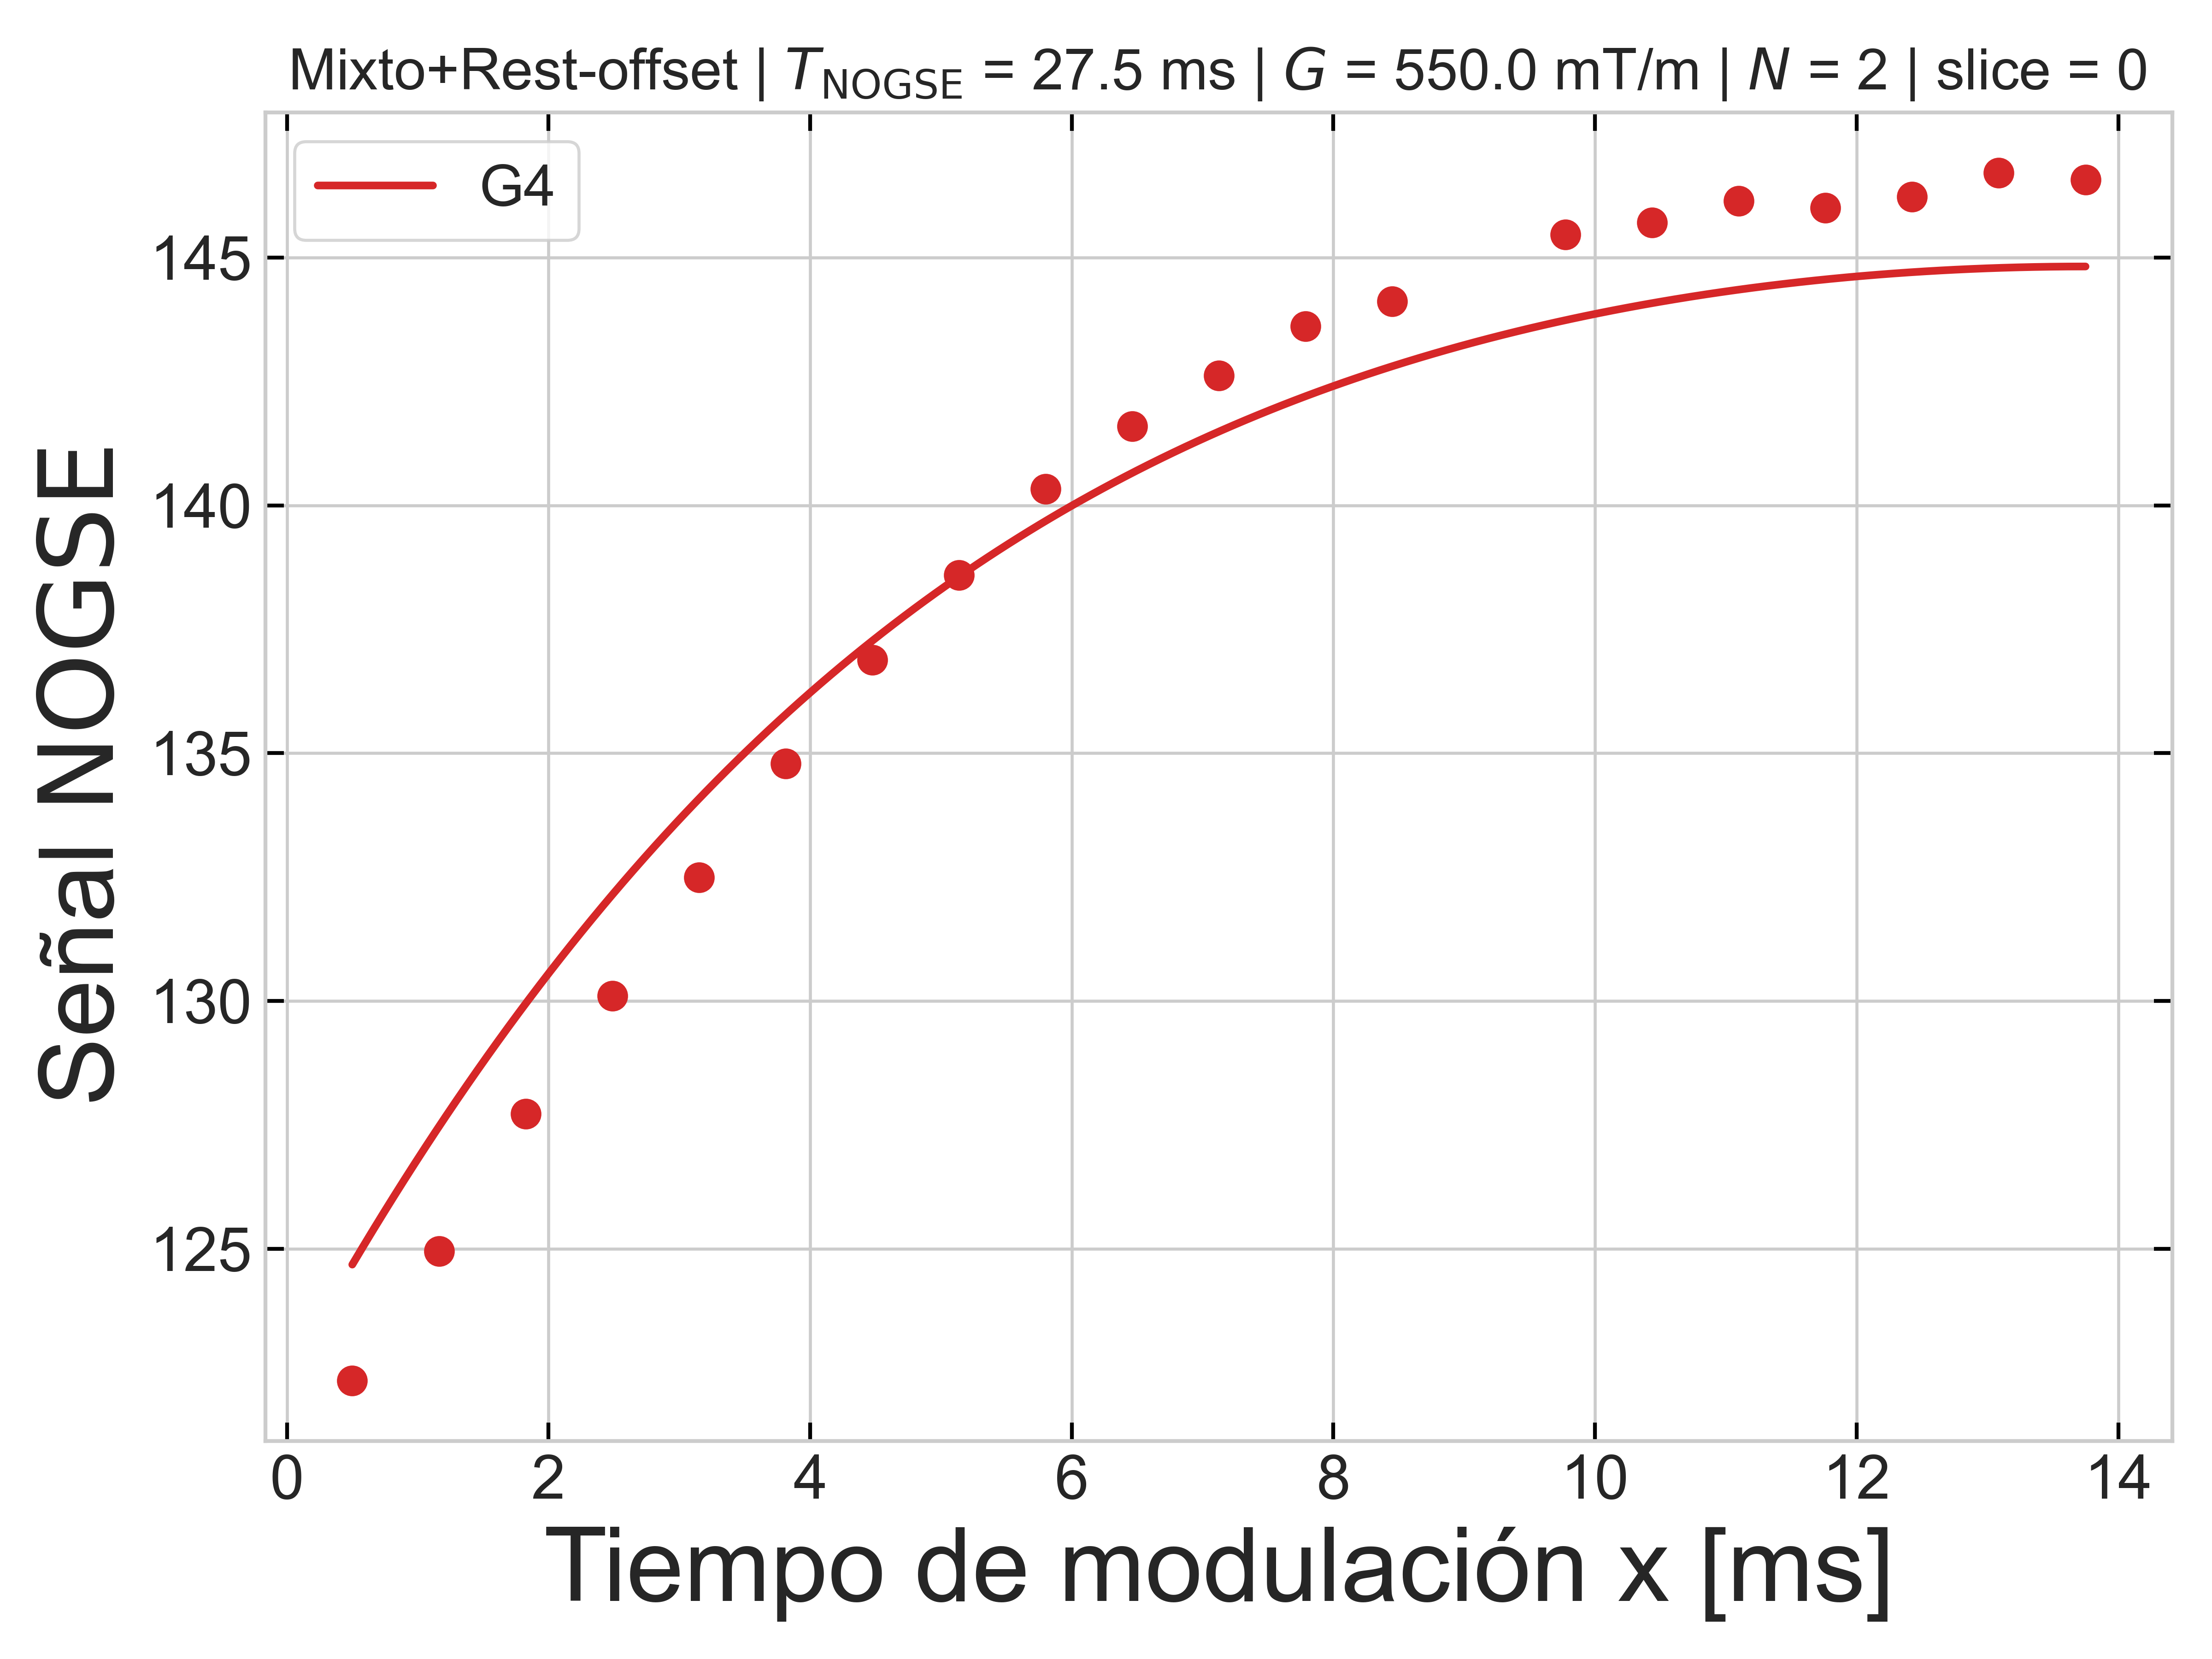 Mixto+Rest-offset | T_NOGSE = 27.5 ms | G = 550.0 mT/m | N = 2 | slice = 0
G4
145
140
135
130
125
Señal NOGSE
0 2 4 6 8 10 12 14
Tiempo de modulación x [ms]